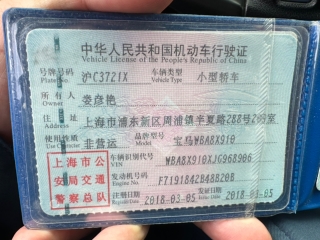 中华人民共和国机动车行驶证
Vehicle License of the People's Republic of China
号牌号码 沪C3721X 车辆类型 小型轿车
Plate No. Vehicle Type
所有人 娄彦艳
Owner
住址 上海市浦东新区周浦镇半夏路288号209室
Address
使用性质 非营运 品牌型号 宝马WBA8X910
Use Character Model
上海市公 车辆识别代号 WBA8X910XJG968906
VIN
安局交通 发动机号码 F7191842B48B20B
Engine No.
警察总队 注册日期 2018-03-05 发证日期 2018-03-05
Register Date Issue Date